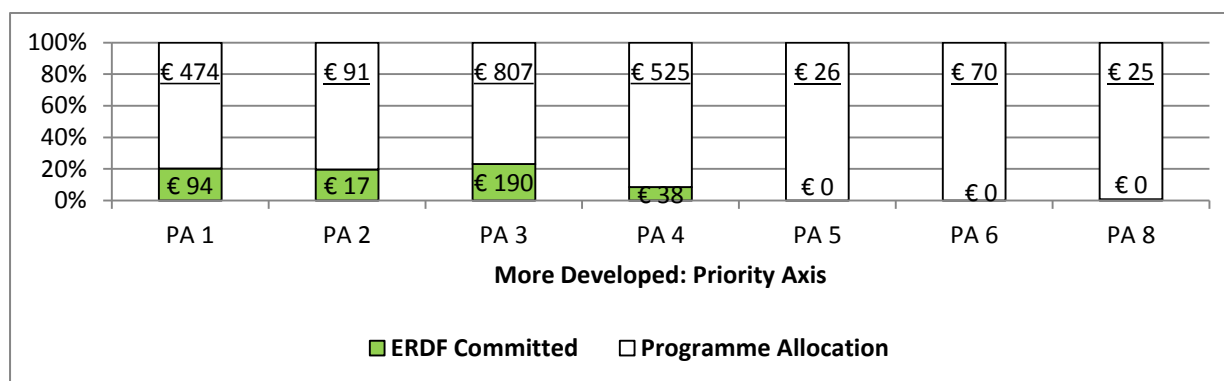 100%
80%
60%
40%
20%
0%
€ 474
€ 91
€ 807
€ 525
€ 26
€ 70
€ 25
€ 94
€ 17
€ 190
€ 38
€ 0
€ 0
€ 0
PA 1
PA 2
PA 3
PA 4
PA 5
PA 6
PA 8
More Developed: Priority Axis
ERDF Committed
Programme Allocation